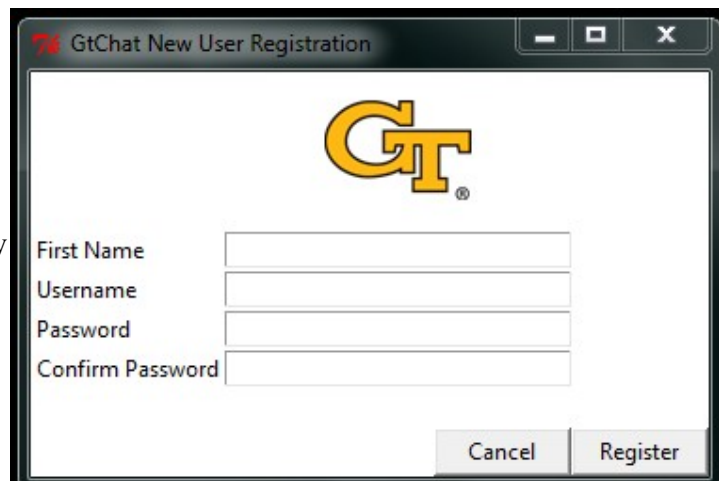 GtChat New User Registration
GT®
y
First Name
Username
Password
Confirm Password
Cancel Register